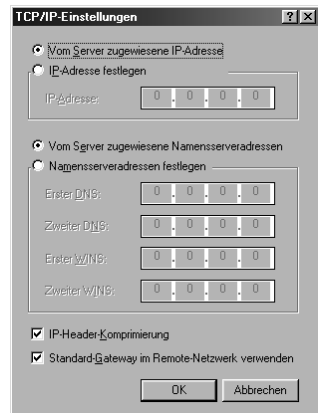 TCP/IP-Einstellungen
Vom Server zugewiesene IP-Adresse
IP-Adresse festlegen
IP-Adresse: 0 . 0 . 0 . 0
Vom Server zugewiesene Namensserveradressen
Namensserveradressen festlegen
Erster DNS: 0 . 0 . 0 . 0
Zweiter DNS: 0 . 0 . 0 . 0
Erster WINS: 0 . 0 . 0 . 0
Zweiter WINS: 0 . 0 . 0 . 0
IP-Header-Komprimierung
Standard-Gateway im Remote-Netzwerk verwenden
OK Abbrechen